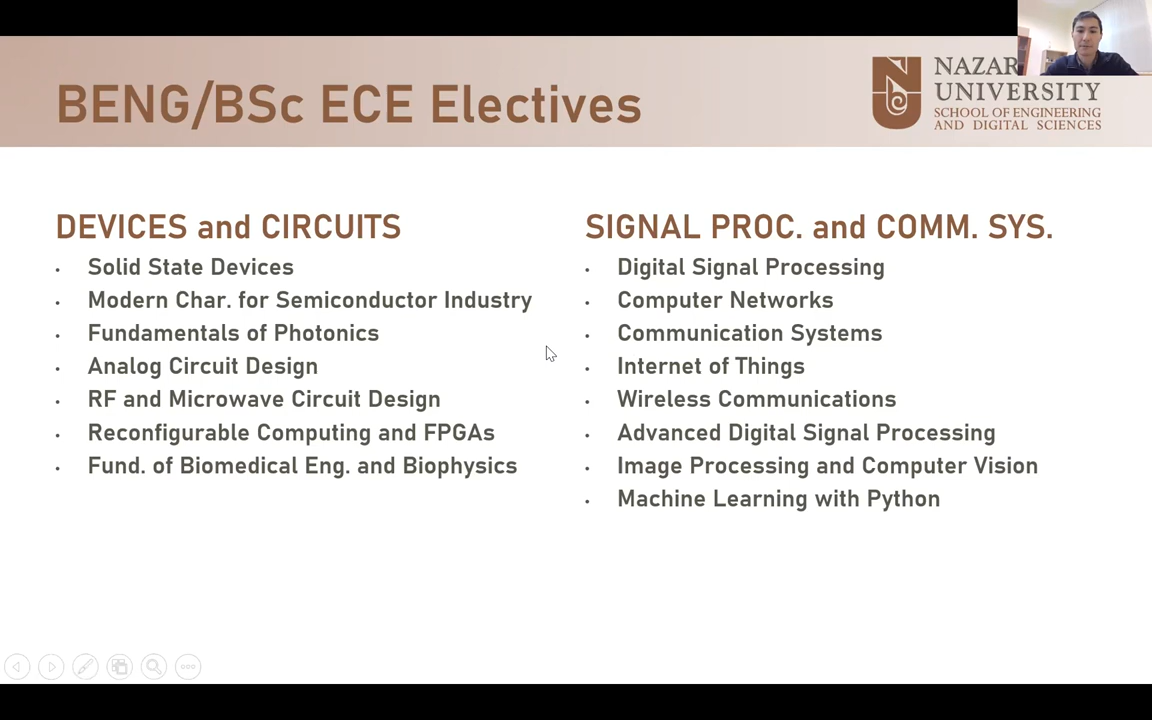 BENG/BSc ECE Electives
NAZAR
UNIVERSITY
SCHOOL OF ENGINEERING
AND DIGITAL SCIENCES
DEVICES and CIRCUITS
• Solid State Devices
• Modern Char. for Semiconductor Industry
• Fundamentals of Photonics
• Analog Circuit Design
• RF and Microwave Circuit Design
• Reconfigurable Computing and FPGAs
• Fund. of Biomedical Eng. and Biophysics
SIGNAL PROC. and COMM. SYS.
• Digital Signal Processing
• Computer Networks
• Communication Systems
• Internet of Things
• Wireless Communications
• Advanced Digital Signal Processing
• Image Processing and Computer Vision
• Machine Learning with Python